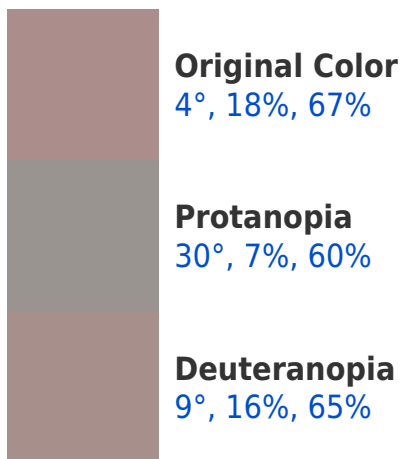 Original Color
4°, 18%, 67%
Protanopia
30°, 7%, 60%
Deuteranopia
9°, 16%, 65%